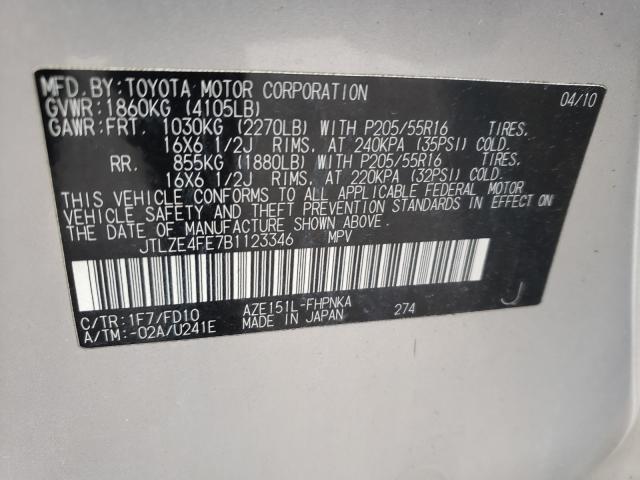 MFD. BY: TOYOTA MOTOR CORPORATION 04/10
GVWR: 1860KG (4105LB)
GAWR: FRT. 1030KG (2270LB) WITH P205/55R16 TIRES.
16X6 1/2J RIMS. AT 240KPA (35PSI) COLD.
RR. 855KG (1880LB) WITH P205/55R16 TIRES.
16X6 1/2J RIMS. AT 220KPA (32PSI) COLD.
THIS VEHICLE CONFORMS TO ALL APPLICABLE FEDERAL MOTOR
VEHICLE SAFETY AND THEFT PREVENTION STANDARDS IN EFFECT
ON THE DATE OF MANUFACTURE SHOWN ABOVE.
JTLZE4FE7B1123346 MPV
C/TR: 1F7/FD10 AZE151L-FHPNKA 274 J
A/TM: -02A/U241E MADE IN JAPAN